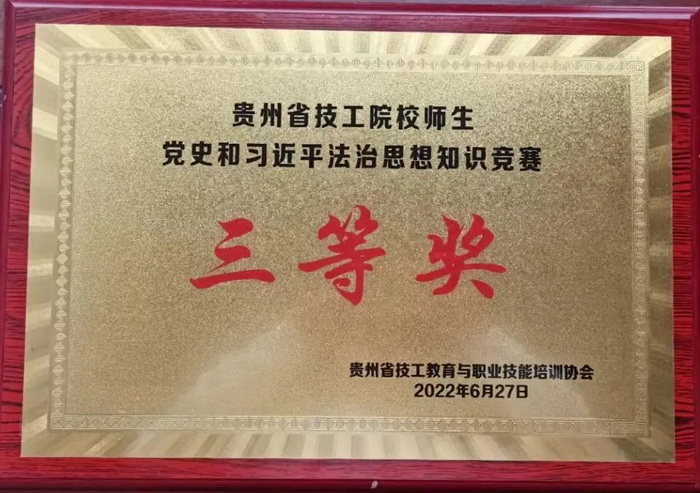 贵州省技工院校师生
党史和习近平法治思想知识竞赛
三等奖
贵州省技工教育与职业技能培训协会
2022年6月27日